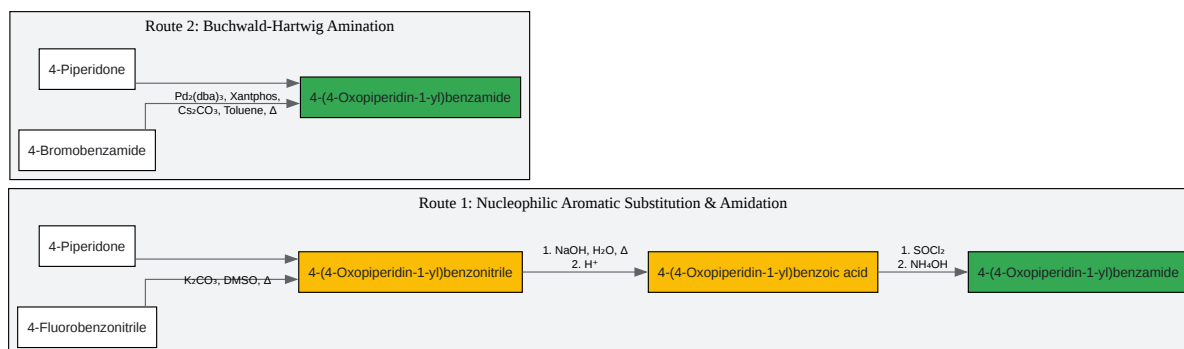 Route 2: Buchwald-Hartwig Amination
4-Piperidone
Pd₂(dba)₃, Xantphos,
Cs₂CO₃, Toluene, Δ
4-(4-Oxopiperidin-1-yl)benzamide
4-Bromobenzamide
Route 1: Nucleophilic Aromatic Substitution & Amidation
4-Piperidone
K₂CO₃, DMSO, Δ
4-Fluorobenzonitrile
4-(4-Oxopiperidin-1-yl)benzonitrile
1. NaOH, H₂O, Δ
2. H⁺
4-(4-Oxopiperidin-1-yl)benzoic acid
1. SOCl₂
2. NH₄OH
4-(4-Oxopiperidin-1-yl)benzamide